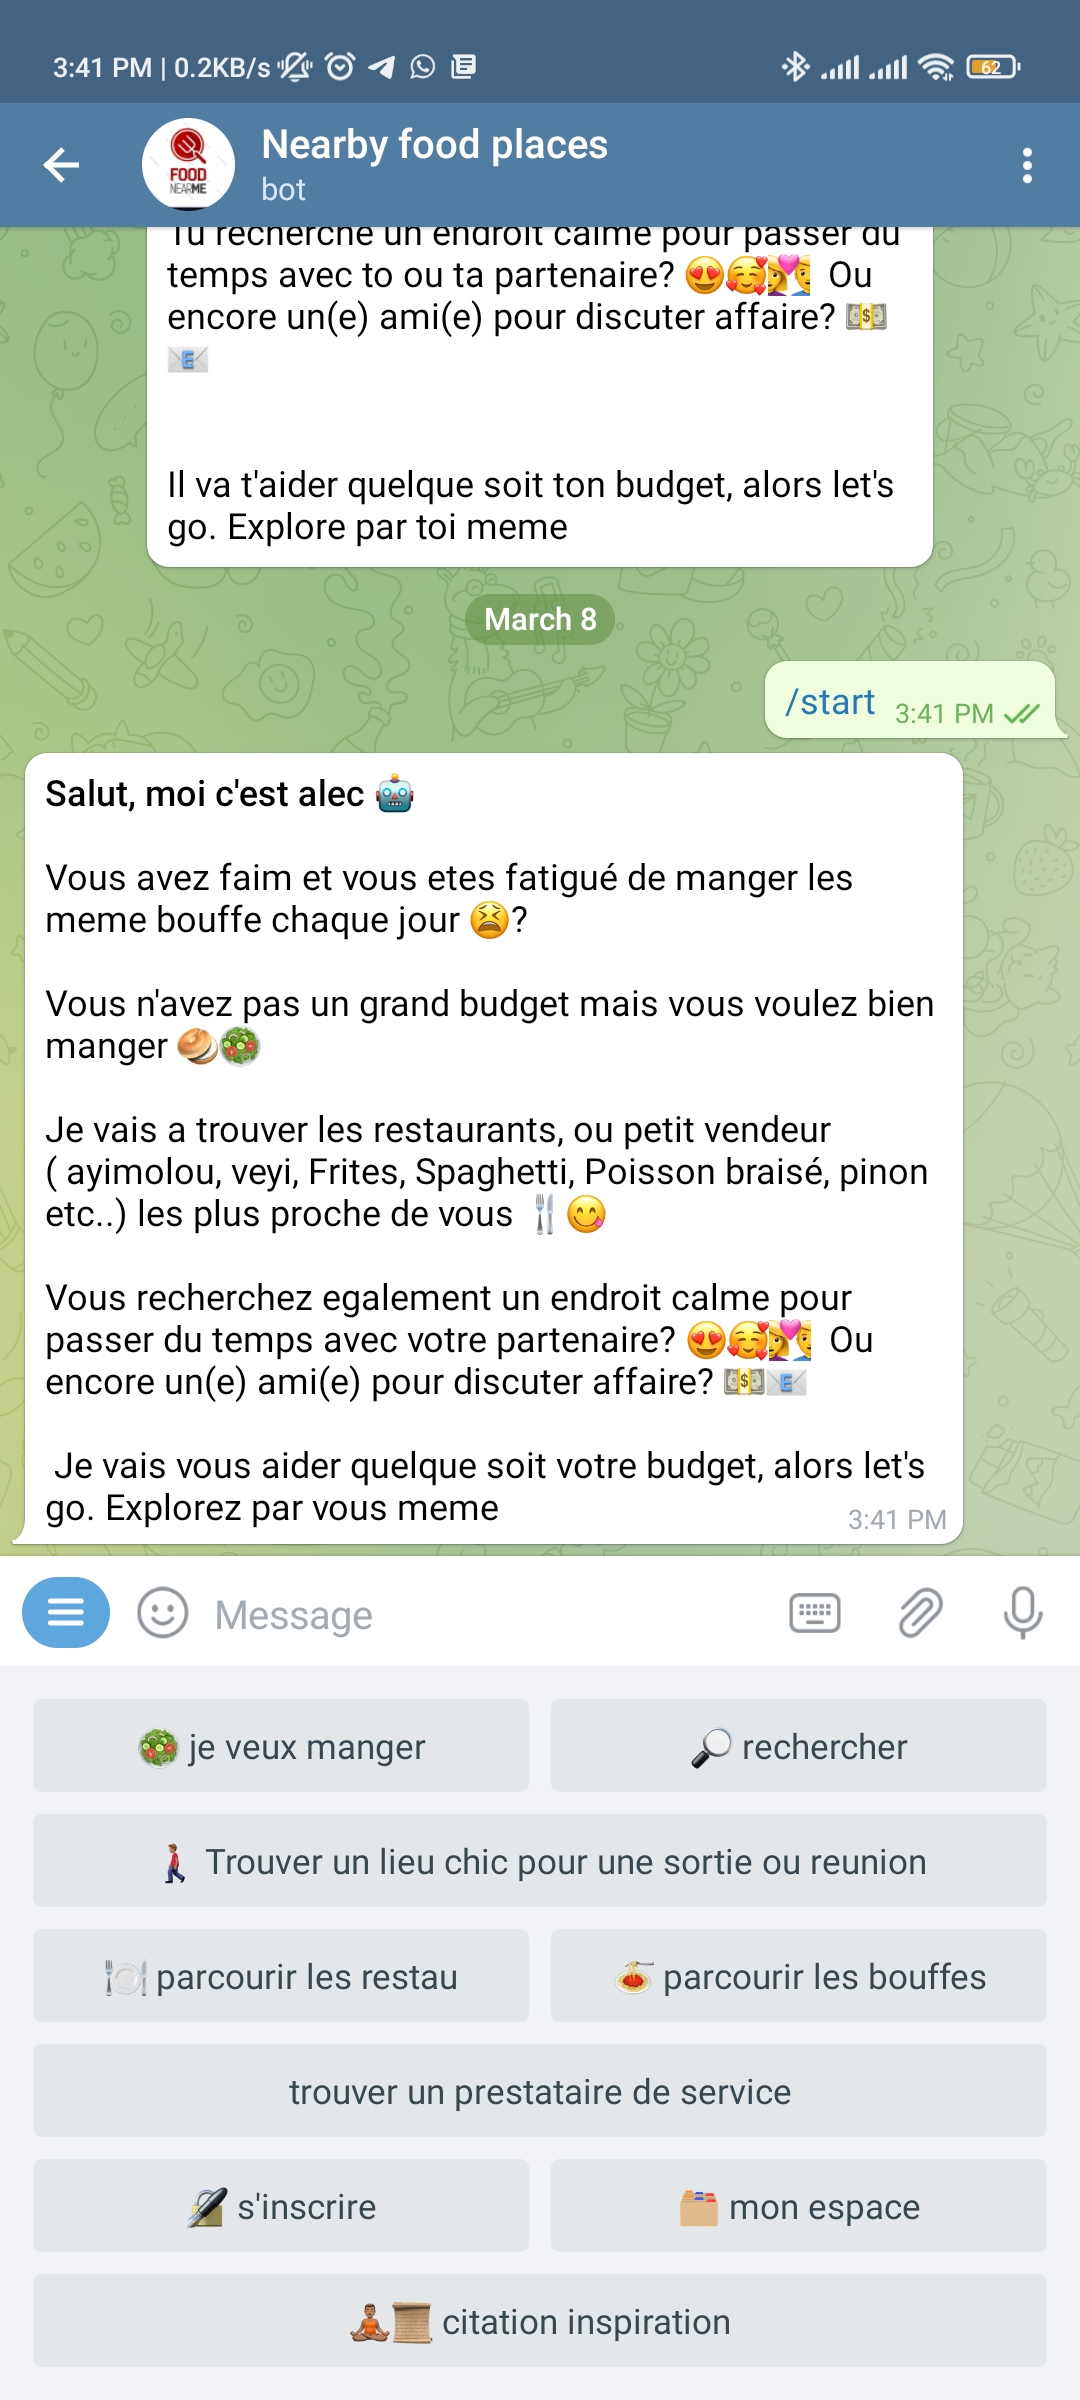 3:41 PM | 0.2KB/s
62
FOOD
NEARME
Nearby food places
bot
Tu recherche un endroit calme pour passer du
temps avec to ou ta partenaire? 😍🥰💑 Ou
encore un(e) ami(e) pour discuter affaire? 💵
📧
Il va t'aider quelque soit ton budget, alors let's
go. Explore par toi meme
March 8
/start 3:41 PM
Salut, moi c'est alec 🤖
Vous avez faim et vous etes fatigué de manger les
meme bouffe chaque jour 😫?
Vous n'avez pas un grand budget mais vous voulez bien
manger 🥯🥗
Je vais a trouver les restaurants, ou petit vendeur
( ayimolou, veyi, Frites, Spaghetti, Poisson braisé, pinon
etc..) les plus proche de vous 🍴😋
Vous recherchez egalement un endroit calme pour
passer du temps avec votre partenaire? 😍🥰💑 Ou
encore un(e) ami(e) pour discuter affaire? 💵📧
Je vais vous aider quelque soit votre budget, alors let's
go. Explorez par vous meme
3:41 PM
Message
🥗 je veux manger
🔎 rechercher
🚶 Trouver un lieu chic pour une sortie ou reunion
🍽 parcourir les restau
🍝 parcourir les bouffes
trouver un prestataire de service
🔏 s'inscrire
🗂 mon espace
🧘📜 citation inspiration